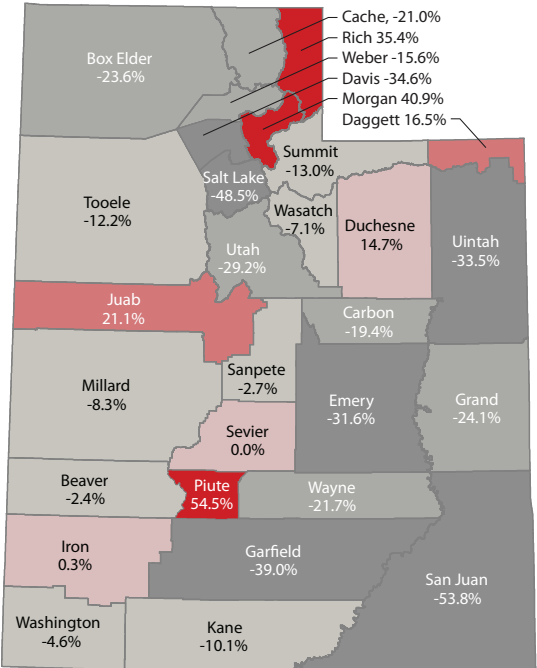 Cache, -21.0%
Rich 35.4%
Weber -15.6%
Davis -34.6%
Morgan 40.9%
Daggett 16.5%
Box Elder
-23.6%
Summit
-13.0%
Salt Lake
-48.5%
Tooele
-12.2%
Wasatch
-7.1%
Duchesne
14.7%
Uintah
-33.5%
Utah
-29.2%
Juab
21.1%
Carbon
-19.4%
Sanpete
-2.7%
Millard
-8.3%
Emery
-31.6%
Grand
-24.1%
Sevier
0.0%
Beaver
-2.4%
Piute
54.5%
Wayne
-21.7%
Iron
0.3%
Garfield
-39.0%
San Juan
-53.8%
Washington
-4.6%
Kane
-10.1%